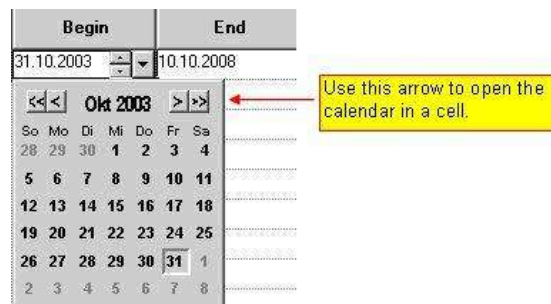 Begin End
31.10.2003 10.10.2008
<< < Okt 2003 > >>
So Mo Di Mi Do Fr Sa
28 29 30 1 2 3 4
5 6 7 8 9 10 11
12 13 14 15 16 17 18
19 20 21 22 23 24 25
26 27 28 29 30 31 1
2 3 4 5 6 7 8
Use this arrow to open the
calendar in a cell.